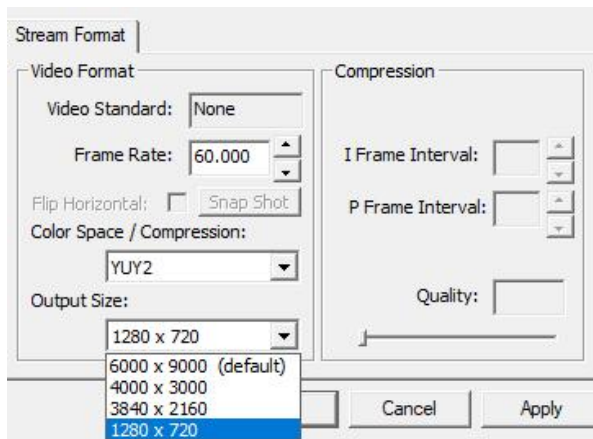 Stream Format
Video Format
Video Standard: None
Frame Rate: 60.000
Flip Horizontal: Snap Shot
Color Space / Compression:
YUY2
Output Size:
1280 x 720
6000 x 9000 (default)
4000 x 3000
3840 x 2160
1280 x 720
Compression
I Frame Interval:
P Frame Interval:
Quality:
Cancel
Apply